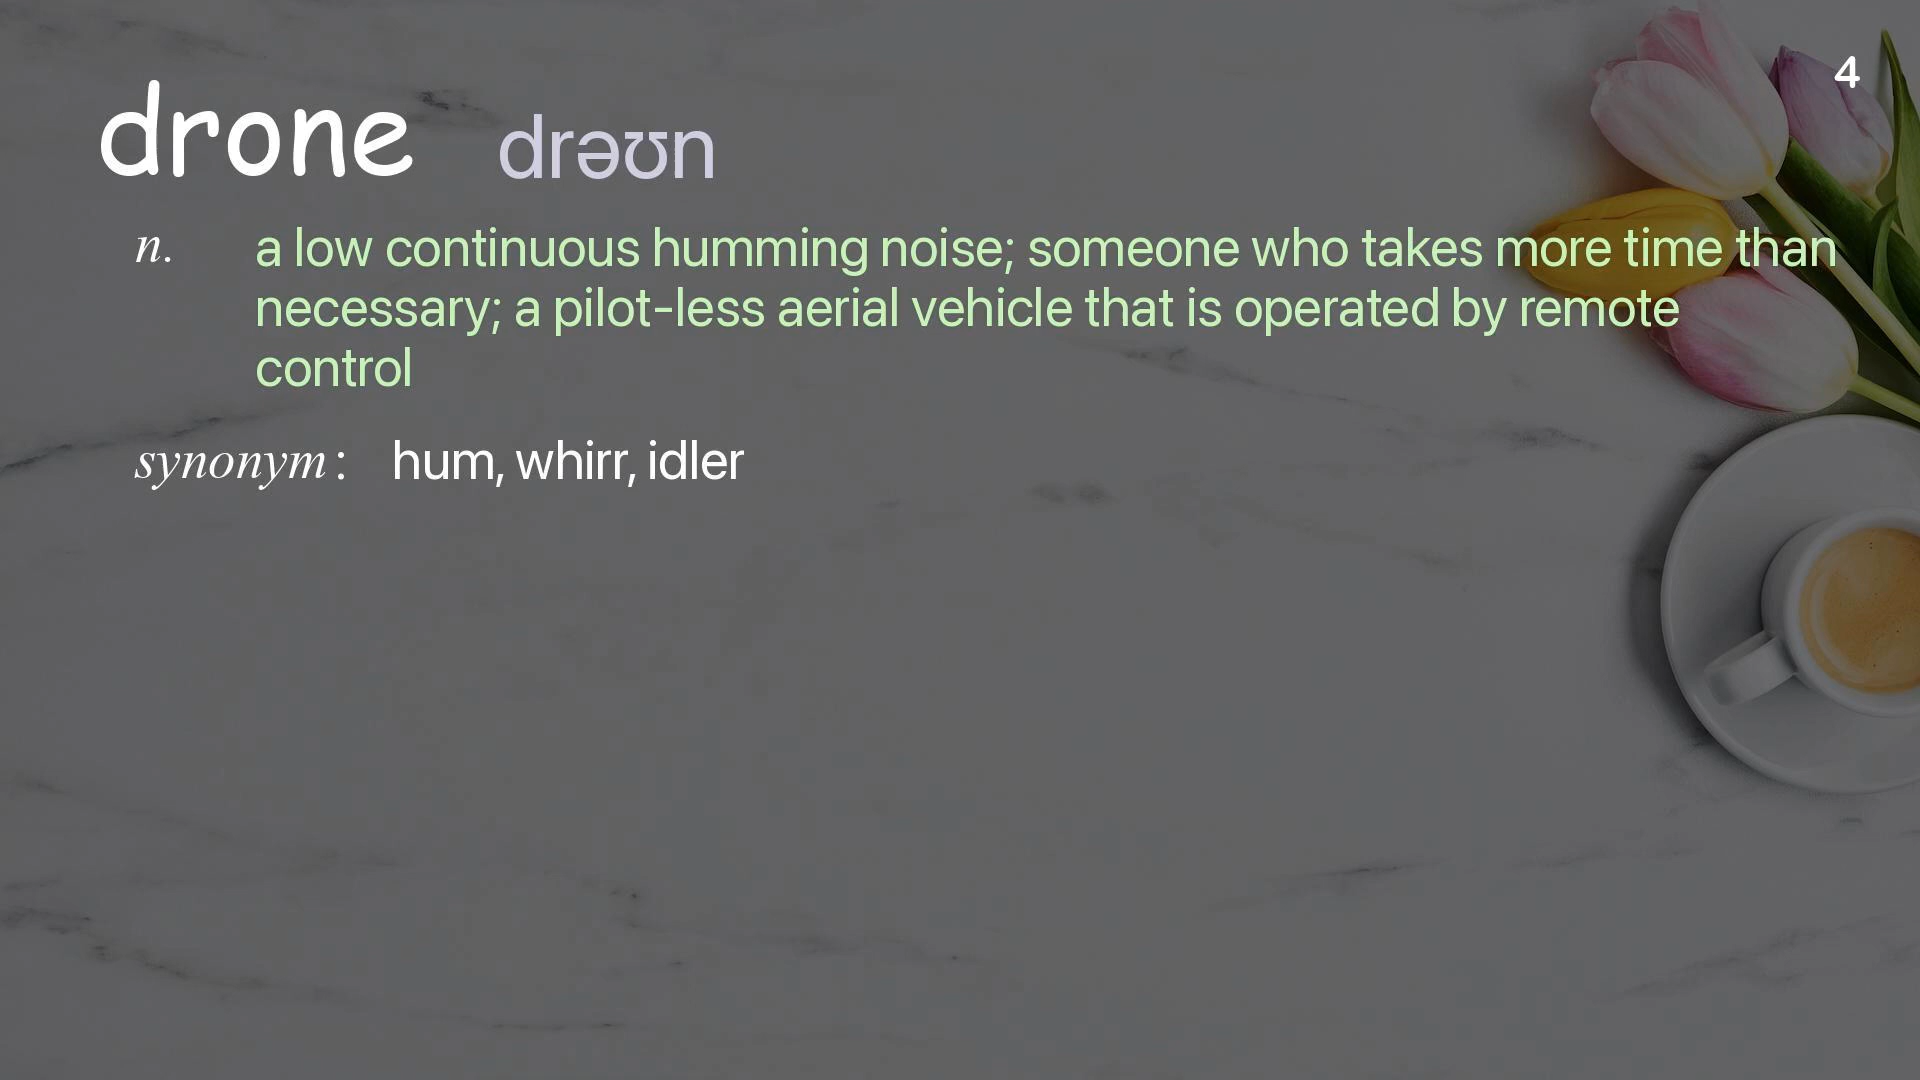 4
drone drəʊn
n. a low continuous humming noise; someone who takes more time than
necessary; a pilot-less aerial vehicle that is operated by remote
control
synonym: hum, whirr, idler